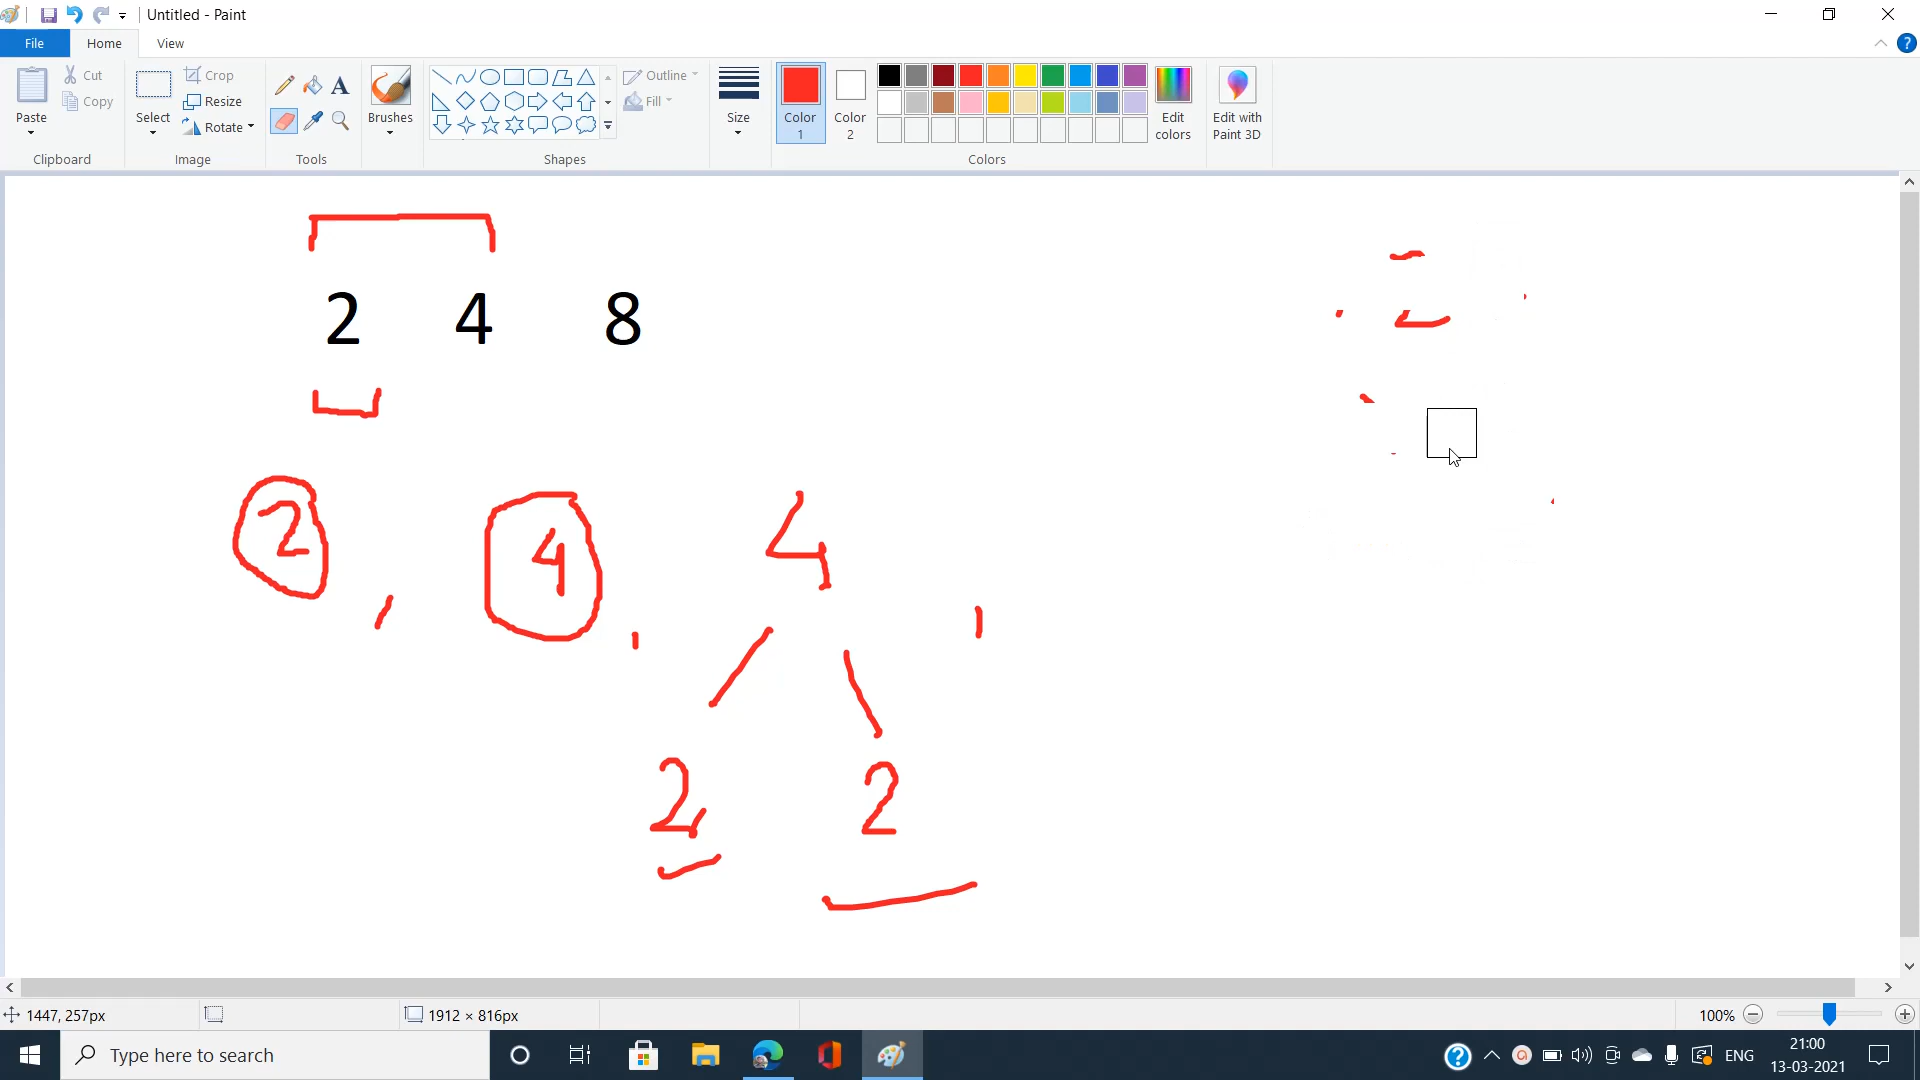 Untitled - Paint
File Home View
Paste Cut Copy Clipboard
Select Crop Resize Rotate Image
Tools
Brushes
Outline Fill Shapes
Size
Color 1 Color 2 Edit colors Colors
Edit with Paint 3D
2 4 8
2 , 4 , 4 ,
2, 2
1447, 257px 1912 × 816px 100%
Type here to search ENG 21:00 13-03-2021